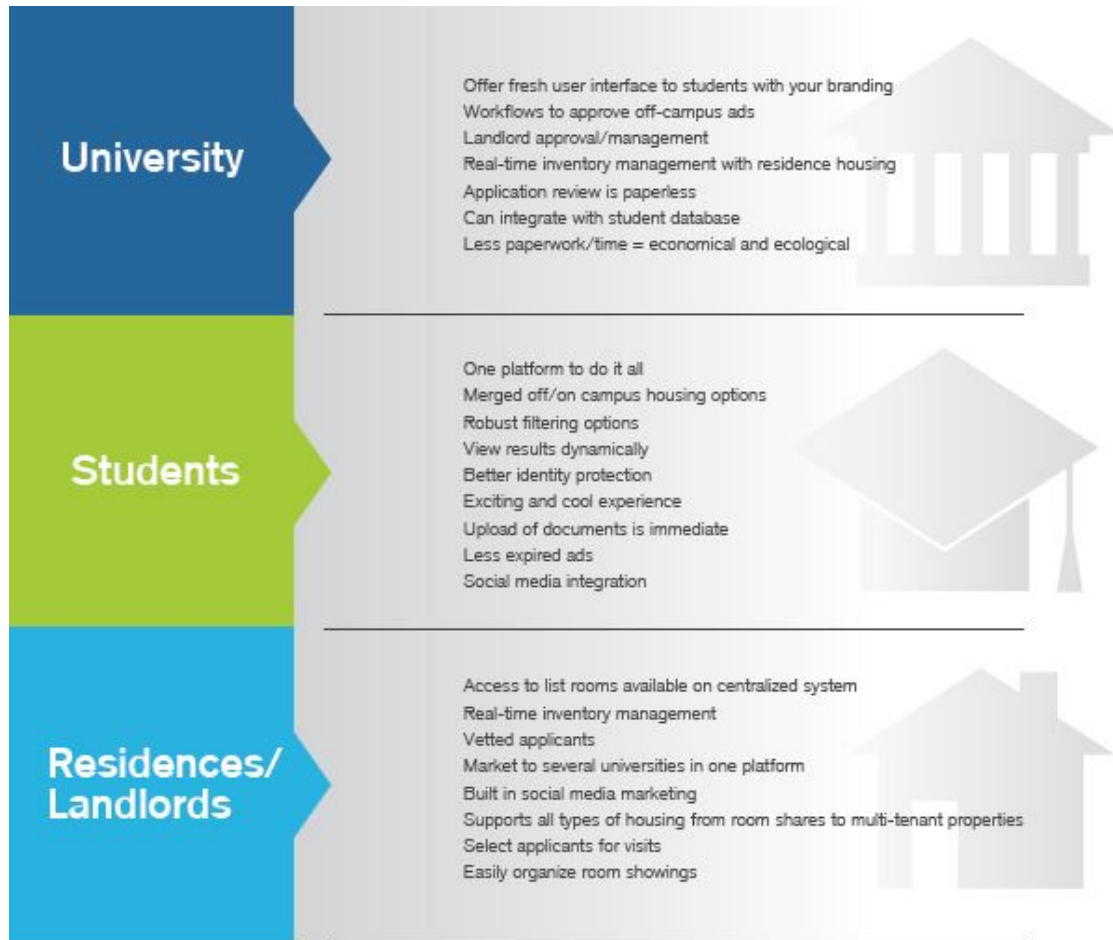 University
Offer fresh user interface to students with your branding
Workflows to approve off-campus ads
Landlord approval/management
Real-time inventory management with residence housing
Application review is paperless
Can integrate with student database
Less paperwork/time = economical and ecological
Students
One platform to do it all
Merged off/on campus housing options
Robust filtering options
View results dynamically
Better identity protection
Exciting and cool experience
Upload of documents is immediate
Less expired ads
Social media integration
Residences/
Landlords
Access to list rooms available on centralized system
Real-time inventory management
Vetted applicants
Market to several universities in one platform
Built in social media marketing
Supports all types of housing from room shares to multi-tenant properties
Select applicants for visits
Easily organize room showings